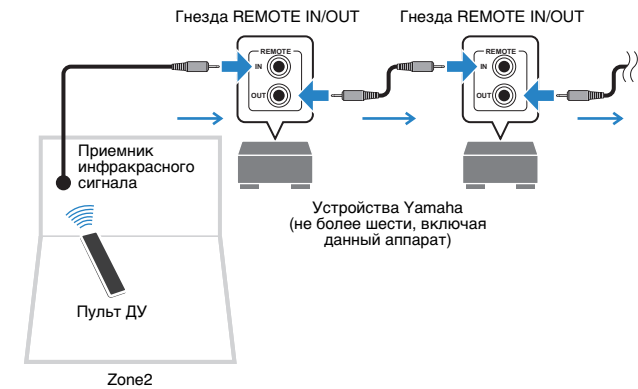 Гнезда REMOTE IN/OUT
Гнезда REMOTE IN/OUT
REMOTE
IN
OUT
REMOTE
IN
OUT
Приемник
инфракрасного
сигнала
Устройства Yamaha
(не более шести, включая
данный аппарат)
Пульт ДУ
Zone2